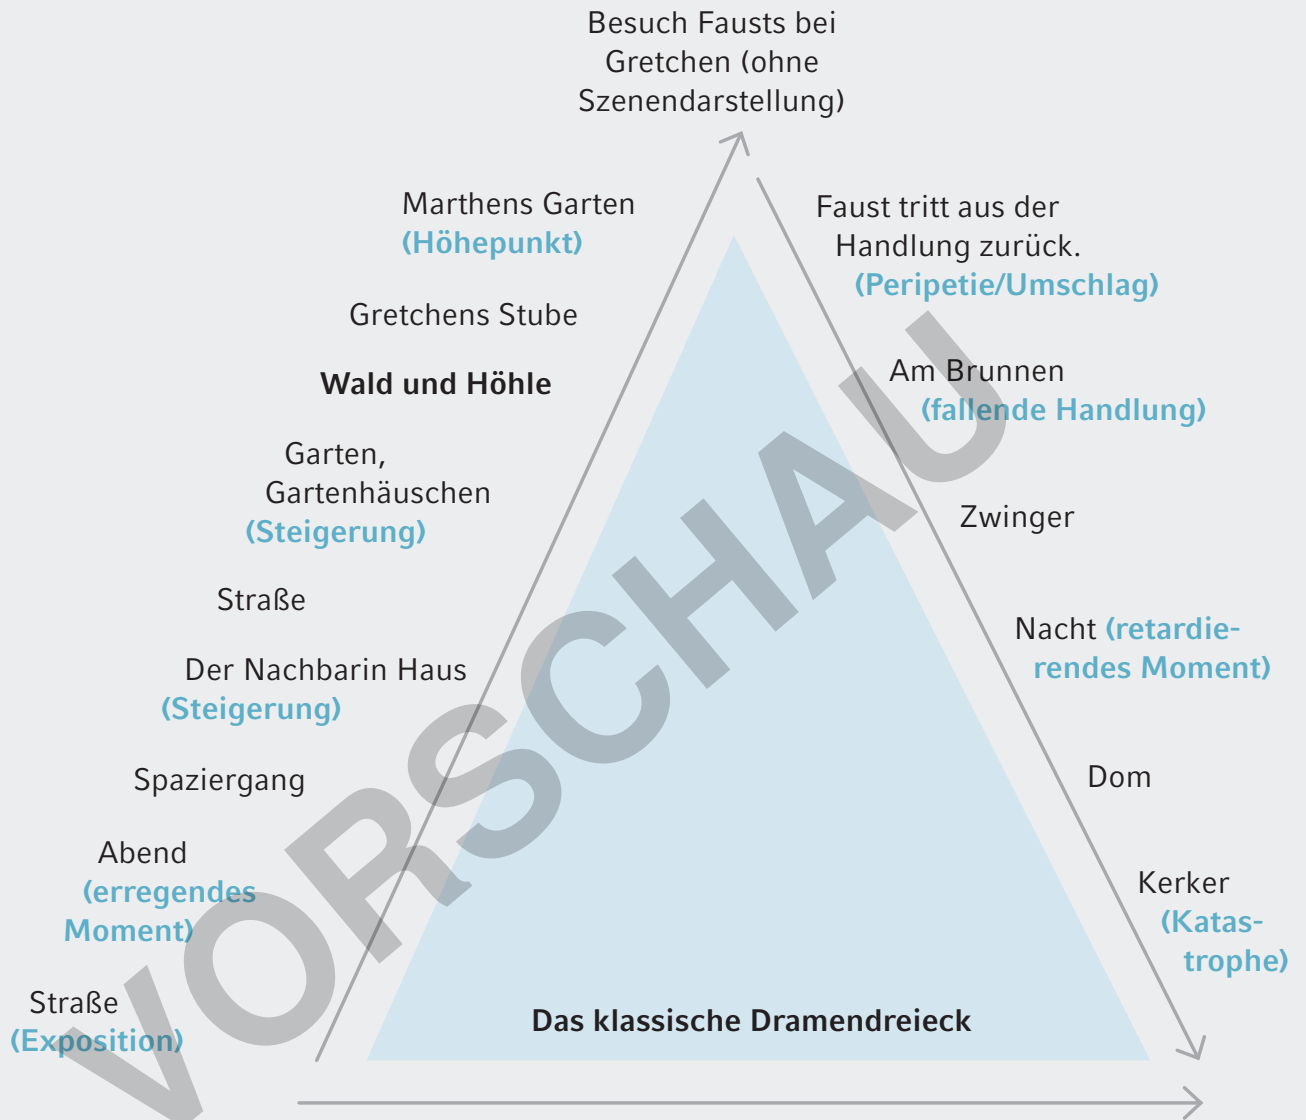 Besuch Fausts bei
Gretchen (ohne
Szenendarstellung)
Marthens Garten
(Höhepunkt)
Gretchens Stube
Wald und Höhle
Garten,
Gartenhäuschen
(Steigerung)
Straße
Der Nachbarin Haus
(Steigerung)
Spaziergang
Abend
(erregendes
Moment)
Straße
(Exposition)
Faust tritt aus der
Handlung zurück.
(Peripetie/Umschlag)
Am Brunnen
(fallende Handlung)
Zwinger
Nacht (retardie-
rendes Moment)
Dom
Kerker
(Katas-
trophe)
Das klassische Dramendreieck
VORSCHAU